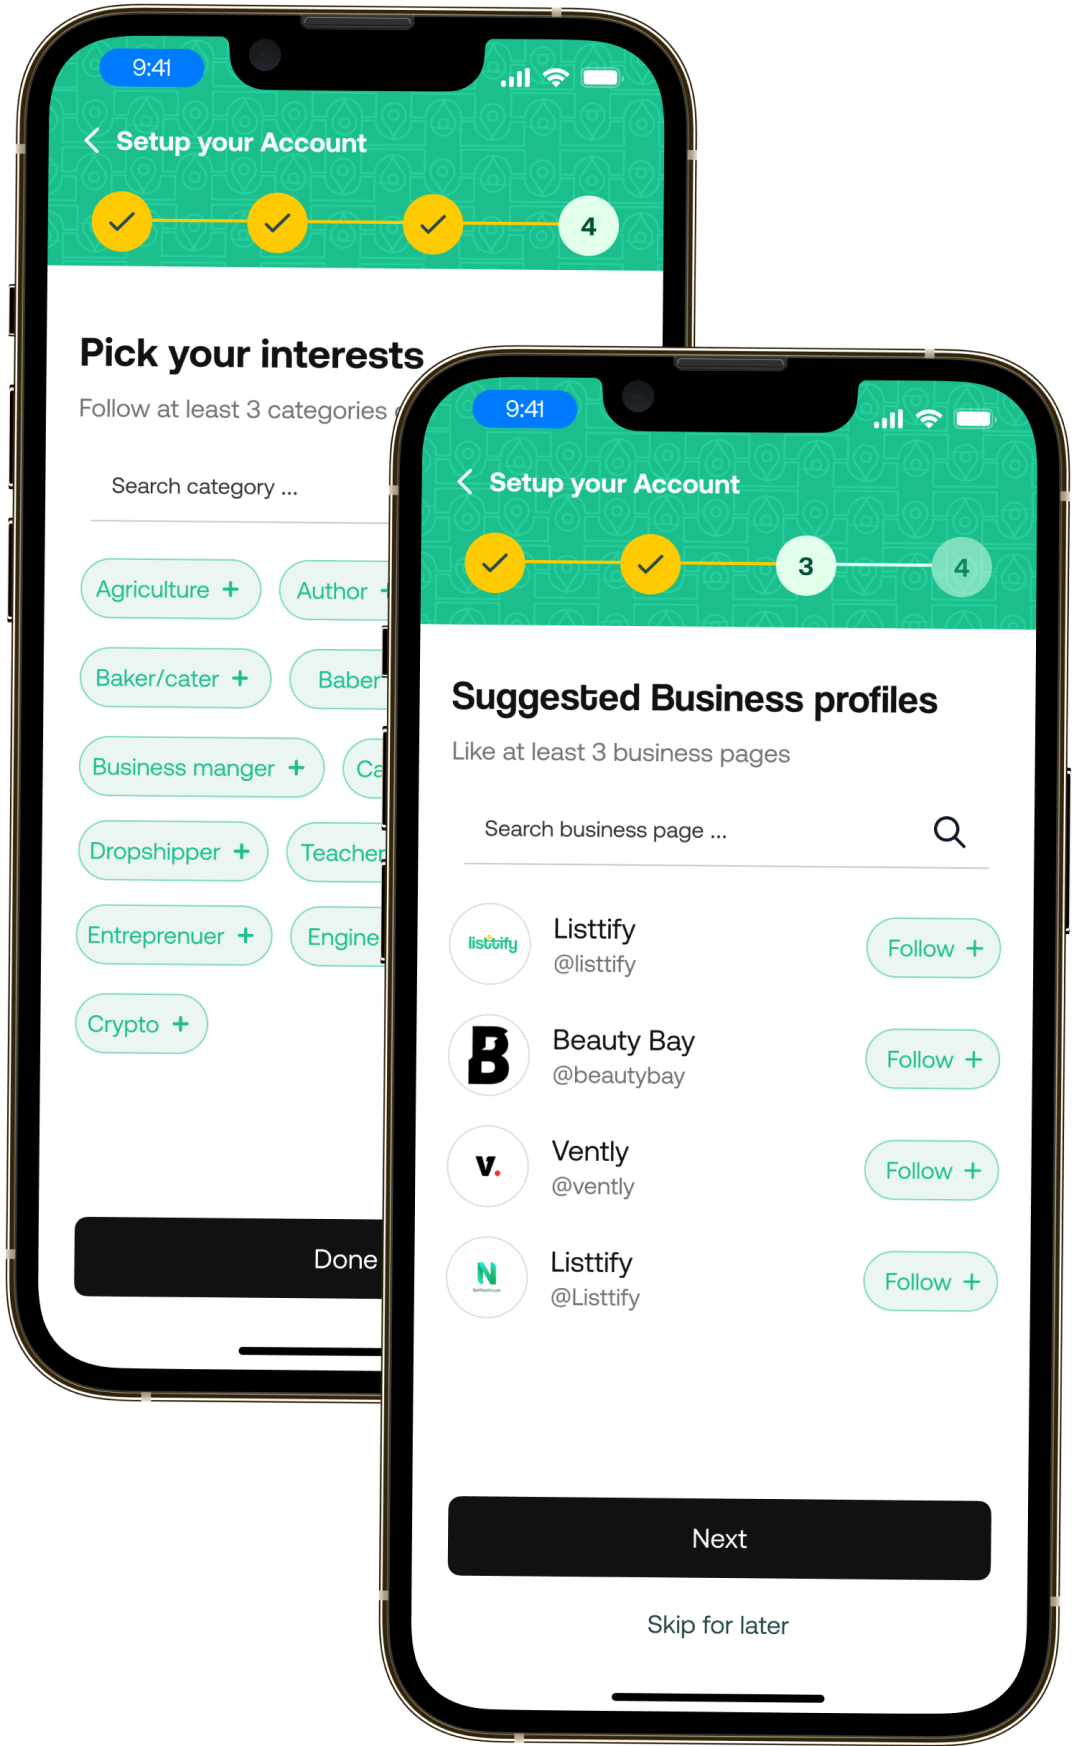 9:41
Setup your Account
4
Pick your interests
Follow at least 3 categories
Search category ...
Agriculture +
Author
Baker/cater +
Baber
Business manger +
Ca
Dropshipper +
Teacher
Entreprenuer +
Engine
Crypto +
Done
9:41
Setup your Account
3
4
Suggested Business profiles
Like at least 3 business pages
Search business page ...
listtify
Listtify
@listtify
Follow +
B
Beauty Bay
@beautybay
Follow +
v.
Vently
@vently
Follow +
N
Listtify
@Listtify
Follow +
Next
Skip for later